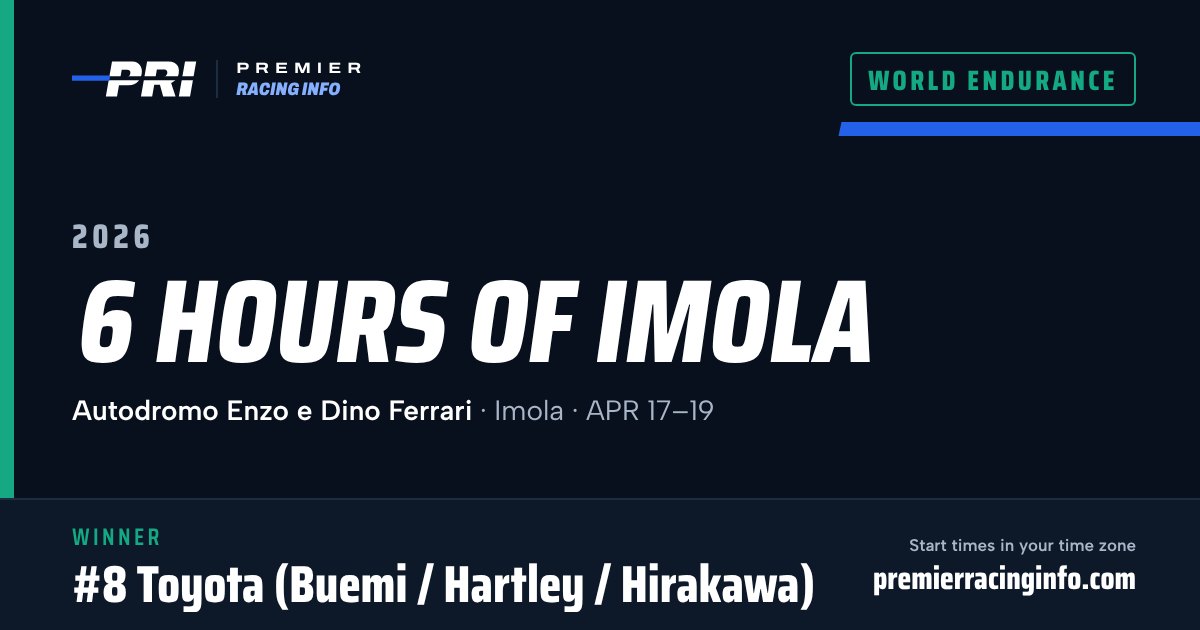 PRI
PREMIER
RACING INFO
WORLD ENDURANCE
2026
6 HOURS OF IMOLA
Autodromo Enzo e Dino Ferrari · Imola · APR 17–19
WINNER
#8 Toyota (Buemi / Hartley / Hirakawa)
Start times in your time zone
premierracinginfo.com